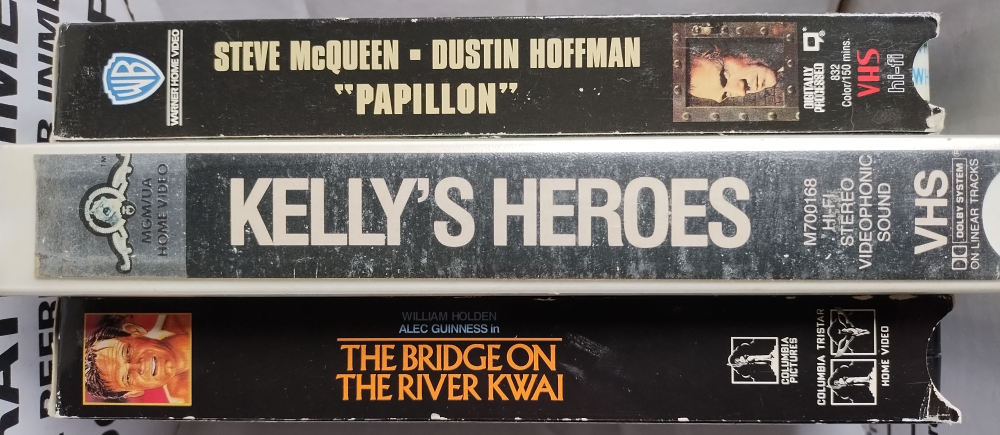 WB
WARNER HOME VIDEO
STEVE McQUEEN ▪ DUSTIN HOFFMAN
"PAPILLON"
DIGITALLY
PROCESSED
832
Color/150 mins.
VHS
hi-fi
MGM/UA
HOME VIDEO
KELLY'S HEROES
M700168
HI-FI
STEREO
VIDEOPHONIC
SOUND
VHS
DOLBY SYSTEM
ON LINEAR TRACKS
WILLIAM HOLDEN
ALEC GUINNESS in
THE BRIDGE ON
THE RIVER KWAI
COLUMBIA
PICTURES
COLUMBIA TRISTAR
HOME VIDEO